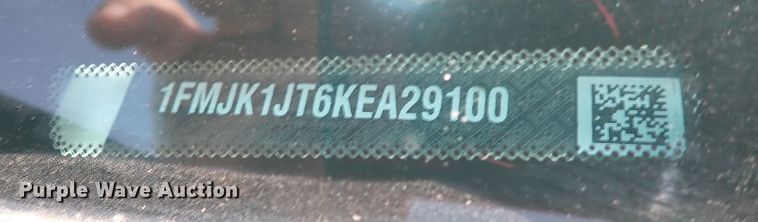 1FMJK1JT6KEA29100
Purple Wave Auction